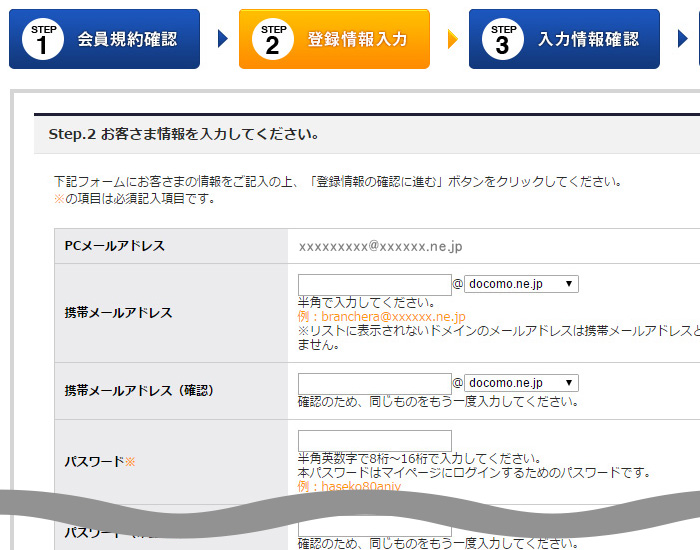 STEP 1 会員規約確認
STEP 2 登録情報入力
STEP 3 入力情報確認
Step.2 お客さま情報を入力してください。
下記フォームにお客さまの情報をご記入の上、「登録情報の確認に進む」ボタンをクリックしてください。
※の項目は必須記入項目です。
PCメールアドレス
xxxxxxxxx@xxxxxx.ne.jp
携帯メールアドレス
@ docomo.ne.jp
半角で入力してください。
例：branchera@xxxxxx.ne.jp
※リストに表示されないドメインのメールアドレスは携帯メールアドレスと
ません。
携帯メールアドレス（確認）
@ docomo.ne.jp
確認のため、同じものをもう一度入力してください。
パスワード※
半角英数字で8桁～16桁で入力してください。
本パスワードはマイページにログインするためのパスワードです。
例：haseko80aniv
パスワード
確認のため、同じものをもう一度入力してください。